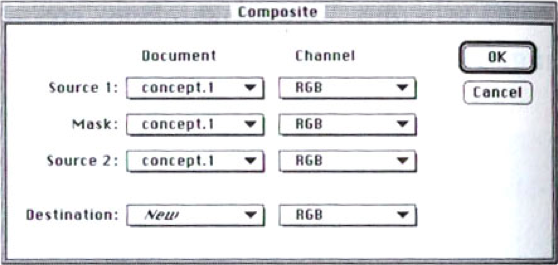 Composite
Document Channel
OK
Source 1: concept.1 RGB
Cancel
Mask: concept.1 RGB
Source 2: concept.1 RGB
Destination: New RGB